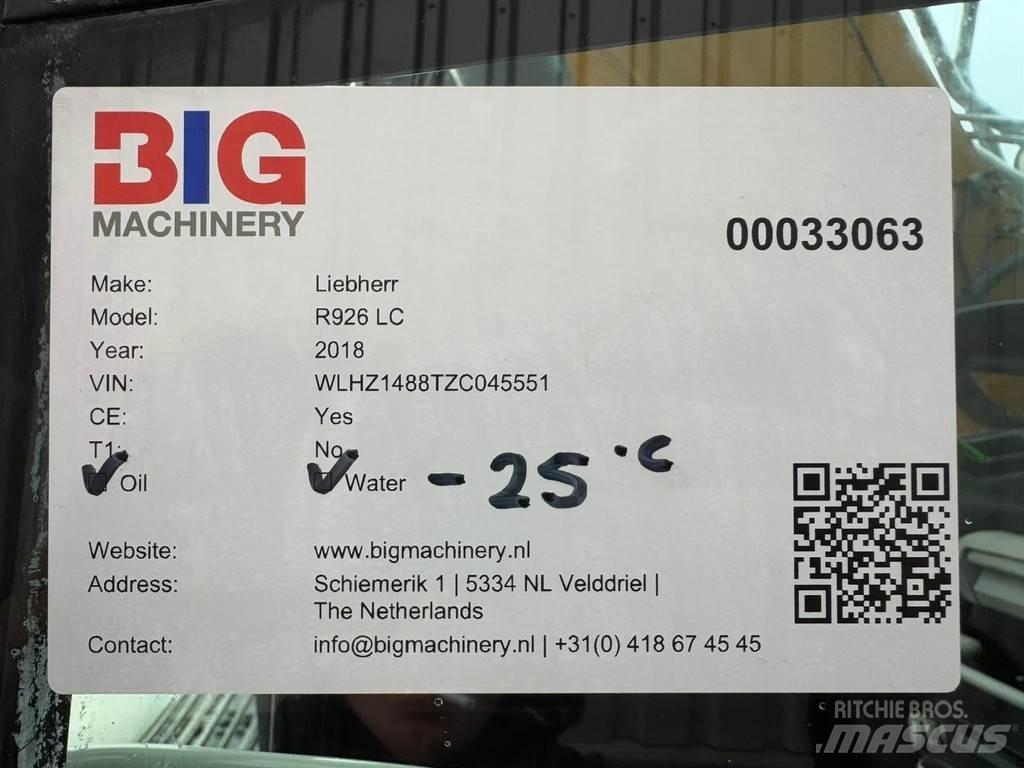 BIG
MACHINERY
00033063
Make: Liebherr
Model: R926 LC
Year: 2018
VIN: WLHZ1488TZC045551
CE: Yes
T1: No
✓ Oil ✓ Water -25 °C
Website: www.bigmachinery.nl
Address: Schiemerik 1 | 5334 NL Velddriel |
The Netherlands
Contact: info@bigmachinery.nl | +31(0) 418 67 45 45
RITCHIE BROS.
MASCUS